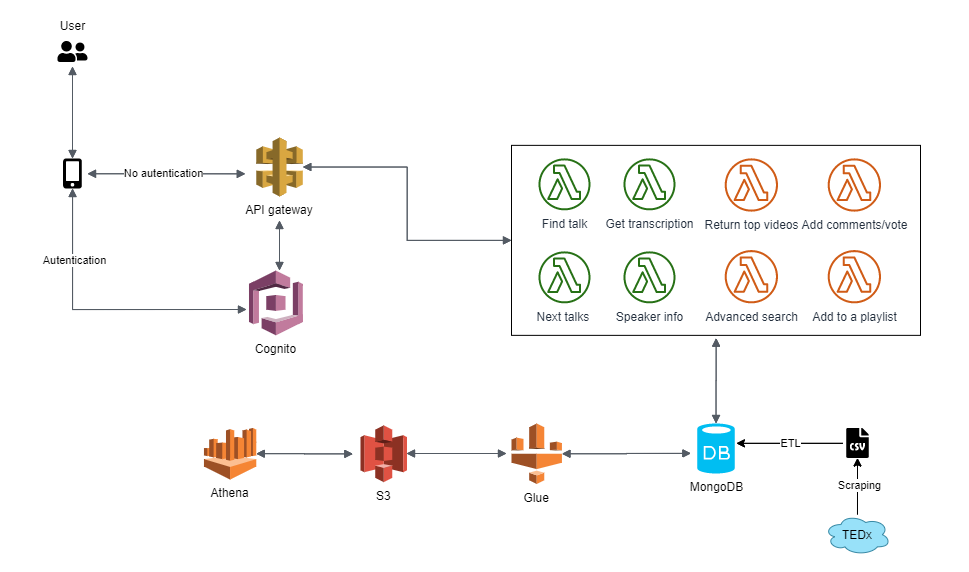 User
No autentication
API gateway
Autentication
Cognito
Find talk
Get transcription
Return top videos
Add comments/vote
Next talks
Speaker info
Advanced search
Add to a playlist
Athena
S3
Glue
DB
MongoDB
ETL
CSV
Scraping
TEDx